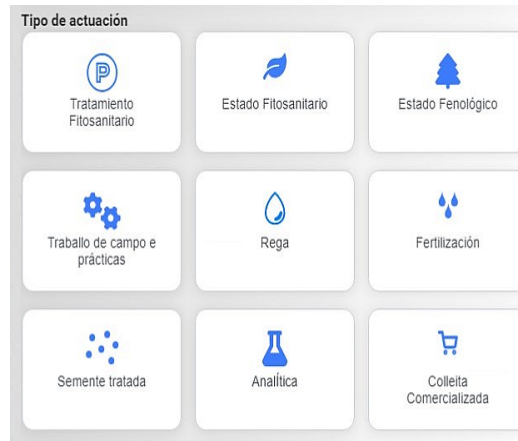 Tipo de actuación
Tratamiento
Fitosanitario
Estado Fitosanitario
Estado Fenológico
Traballo de campo e
prácticas
Rega
Fertilización
Semente tratada
Analítica
Colleita
Comercializada